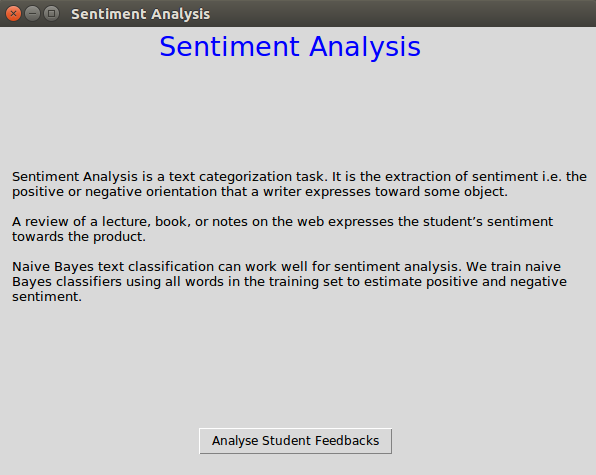 Sentiment Analysis
Sentiment Analysis
Sentiment Analysis is a text categorization task. It is the extraction of sentiment i.e. the
positive or negative orientation that a writer expresses toward some object.
A review of a lecture, book, or notes on the web expresses the student’s sentiment
towards the product.
Naive Bayes text classification can work well for sentiment analysis. We train naive
Bayes classifiers using all words in the training set to estimate positive and negative
sentiment.
Analyse Student Feedbacks